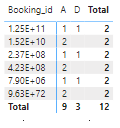 Booking_id A D Total
1.25E+11 1 1 2
1.52E+10 2 2
2.37E+08 1 1 2
4.23E+08 2 2
7.90E+06 1 1 2
9.63E+72 2 2
Total 9 3 12